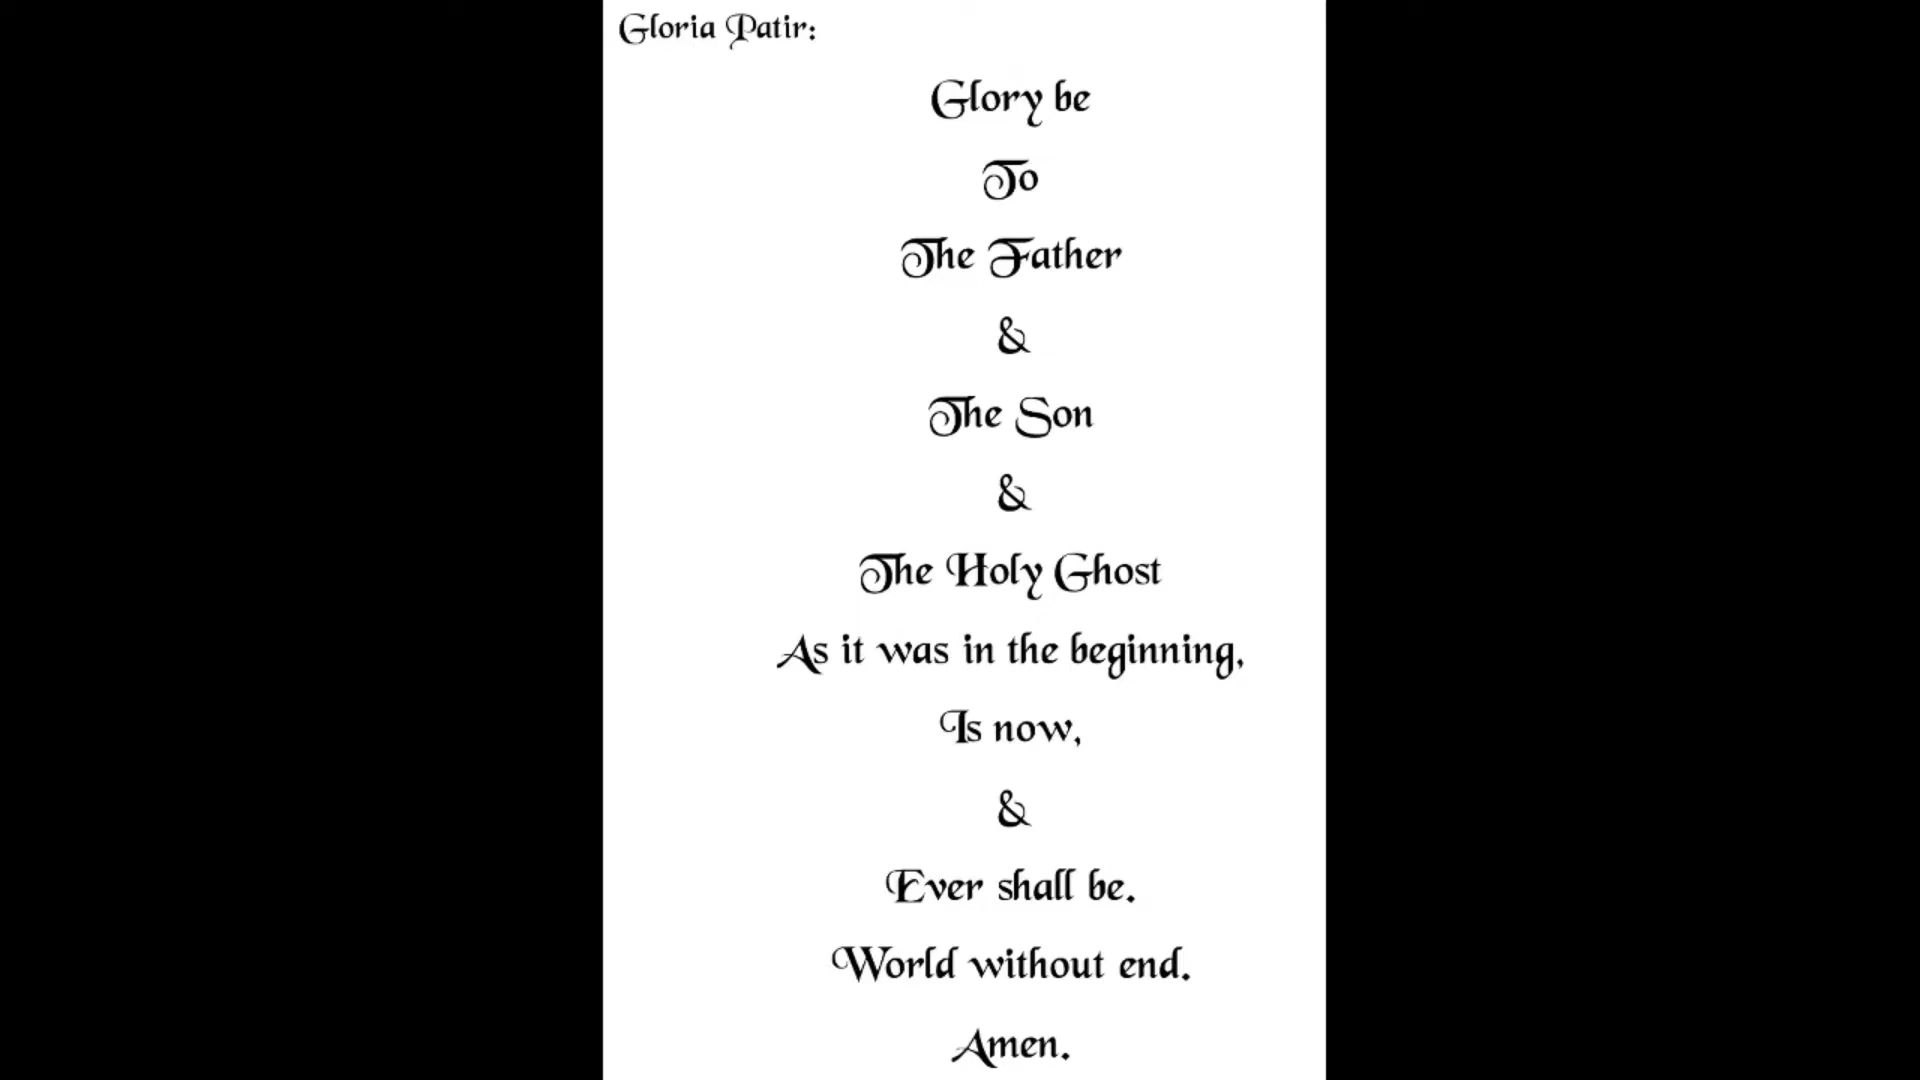 Gloria Patir:
Glory be
To
The Father
&
The Son
&
The Holy Ghost
As it was in the beginning,
Is now,
&
Ever shall be.
World without end.
Amen.